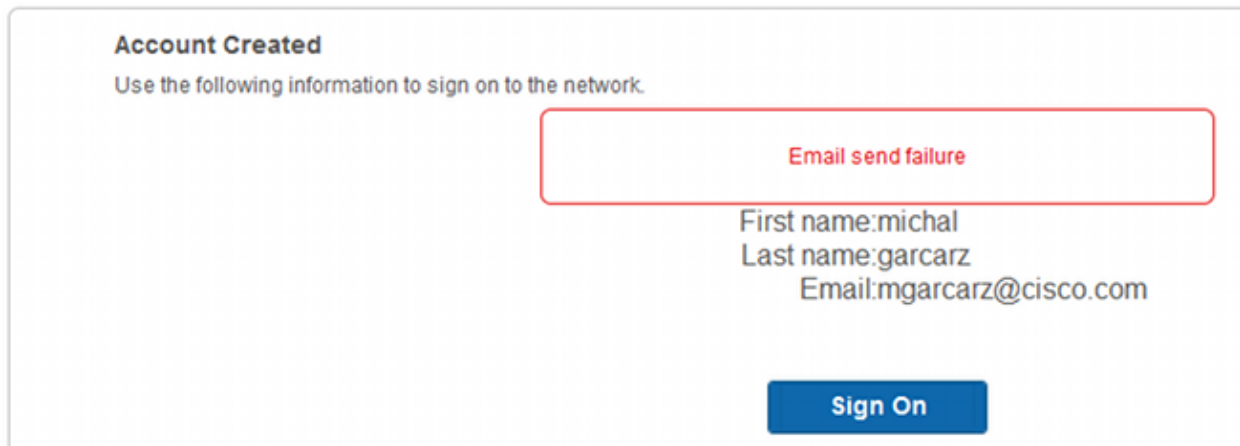 Account Created
Use the following information to sign on to the network.
Email send failure
First name:michal
Last name:garcarz
Email:mgarcarz@cisco.com
Sign On